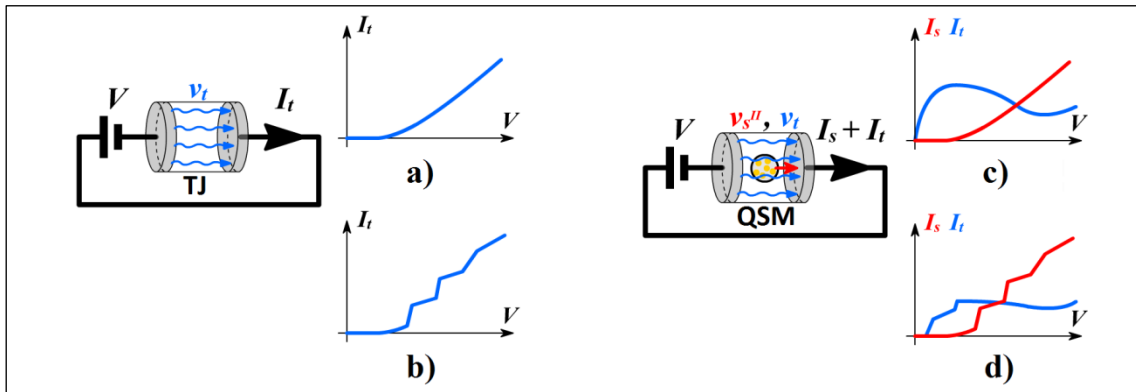 I_t
V
v_t
I_t
TJ
V
a)
I_t
V
b)
V
v_s^II, v_t
I_s + I_t
QSM
I_s I_t
V
c)
I_s I_t
V
d)